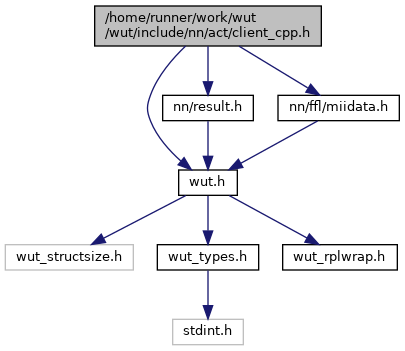 /home/runner/work/wut
/wut/include/nn/act/client_cpp.h
nn/result.h
nn/ffl/miidata.h
wut.h
wut_structsize.h
wut_types.h
wut_rplwrap.h
stdint.h